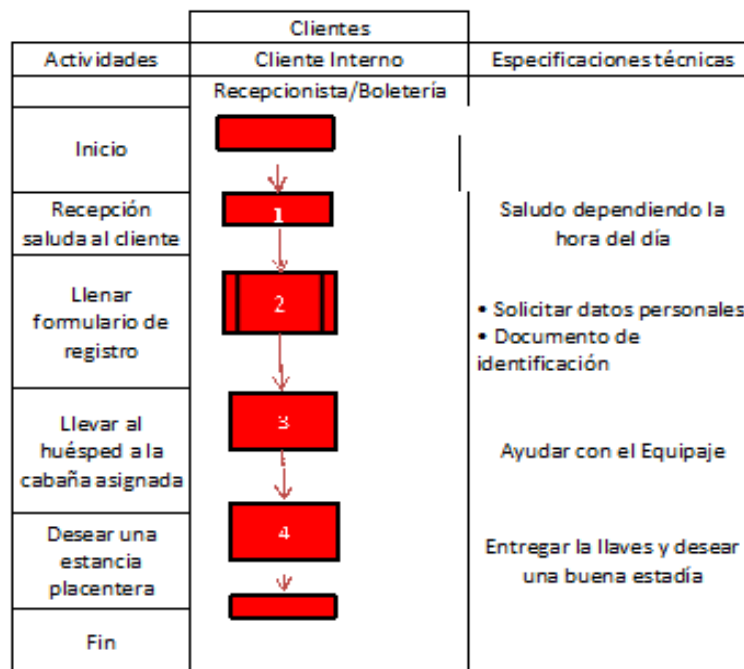 Clientes
Actividades Cliente Interno Especificaciones técnicas
Recepcionista/Boletería
Inicio
Recepción
saluda al cliente
1
Saludo dependiendo la
hora del día
Llenar
formulario de
registro
2
• Solicitar datos personales
• Documento de
identificación
Llevar al
huésped a la
cabaña asignada
3
Ayudar con el Equipaje
Desear una
estancia
placentera
4
Entregar la llaves y desear
una buena estadía
Fin